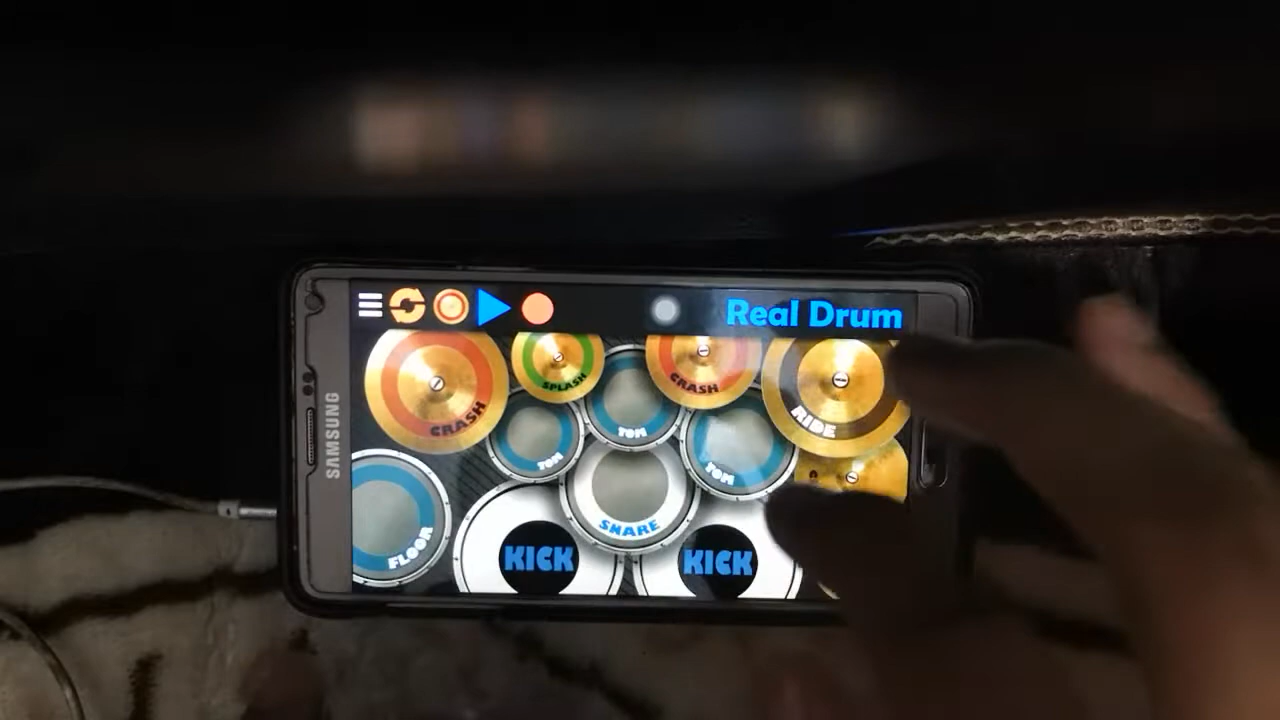 Real Drum
CRASH
SPLASH
CRASH
RIDE
TOM
TOM
TOM
SNARE
FLOOR
KICK
KICK
SAMSUNG